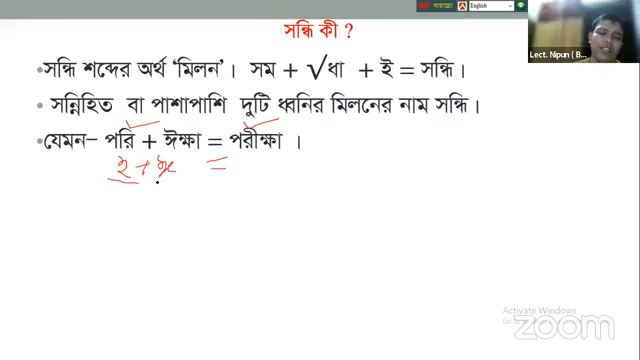 সন্ধি কী ?
•সন্ধি শব্দের অর্থ ‘মিলন’। সম + √ধা + ই = সন্ধি।
• সন্নিহিত বা পাশাপাশি দুটি ধ্বনির মিলনের নাম সন্ধি।
•যেমন– পরি + ঈক্ষা = পরীক্ষা ।
ই + ঈ =
English
Lect. Nipun ( B...
Activate Windows
zoom